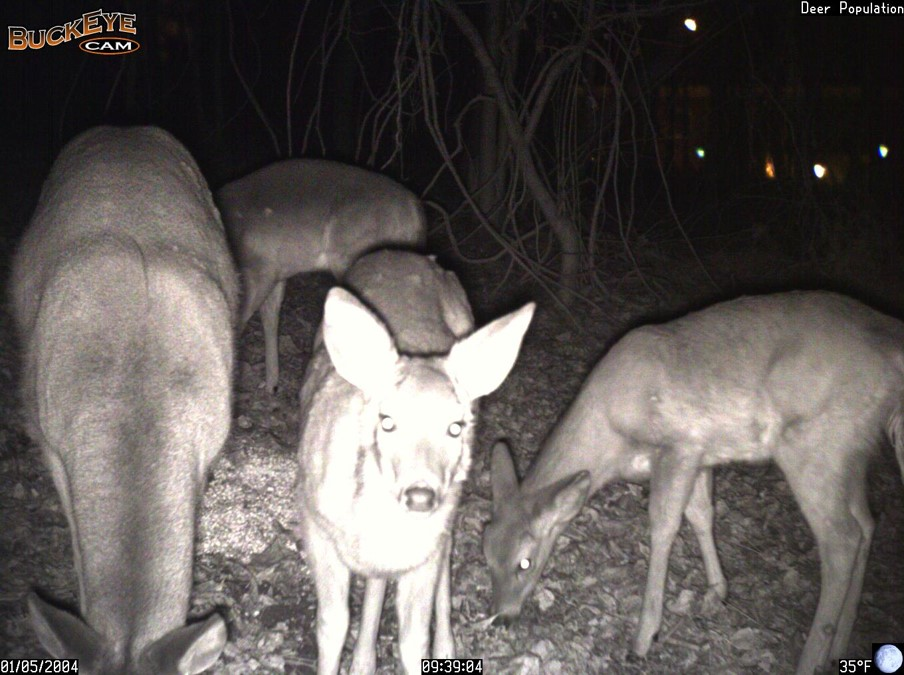 BUCKEYE CAM
Deer Population
01/05/2004 09:39:04 35°F